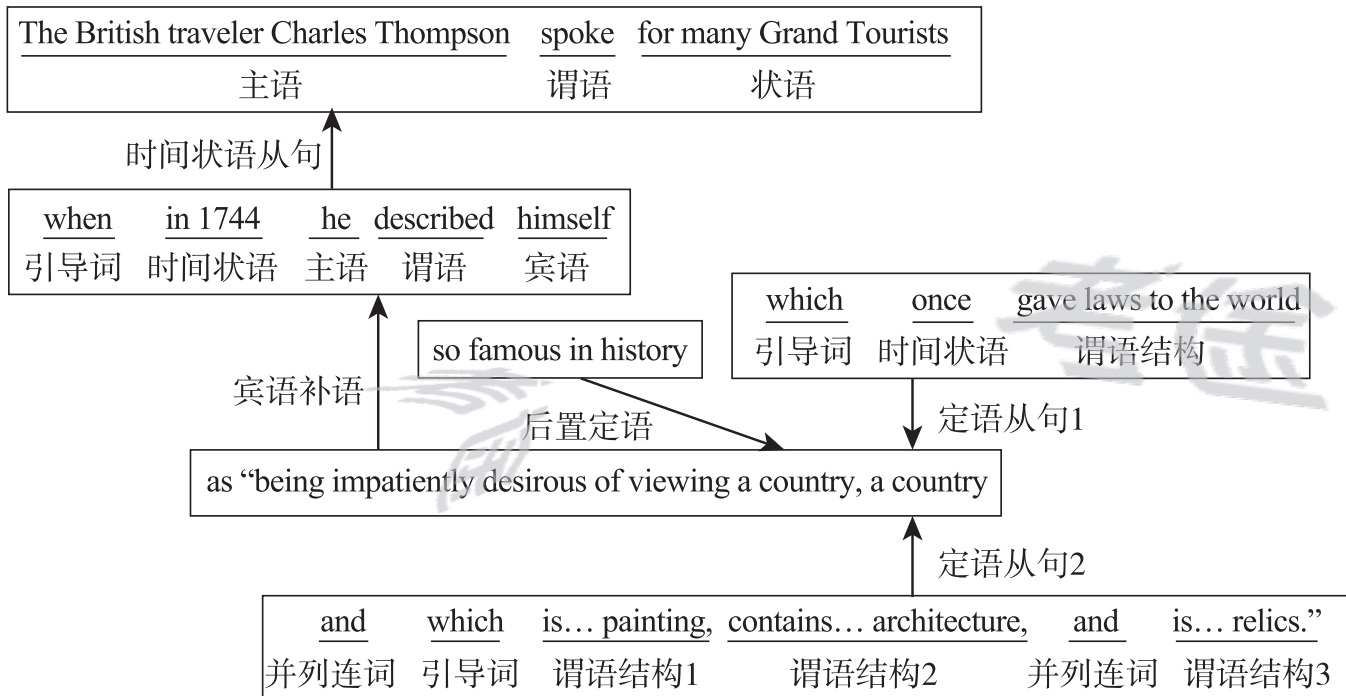 The British traveler Charles Thompson spoke for many Grand Tourists
主语 谓语 状语
时间状语从句
when in 1744 he described himself
引导词 时间状语 主语 谓语 宾语
which once gave laws to the world
引导词 时间状语 谓语结构
so famous in history
宾语补语
后置定语
定语从句1
as “being impatiently desirous of viewing a country, a country
定语从句2
and which is… painting, contains… architecture, and is… relics.”
并列连词 引导词 谓语结构1 谓语结构2 并列连词 谓语结构3